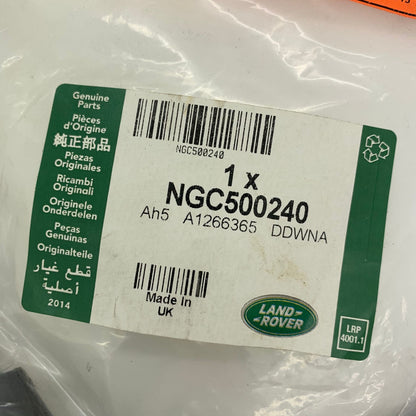 Genuine
Parts
Pièces
d'Origine
純正部品
Piezas
Originales
Ricambi
Originali
Originele
Onderdelen
Peças
Genuinas
Originalteile
قطع غيار
أصلية
2014
NGC500240
1 x
NGC500240
Ah5 A1266365 DDWNA
Made In
UK
LAND
ROVER
LRP
4001.1